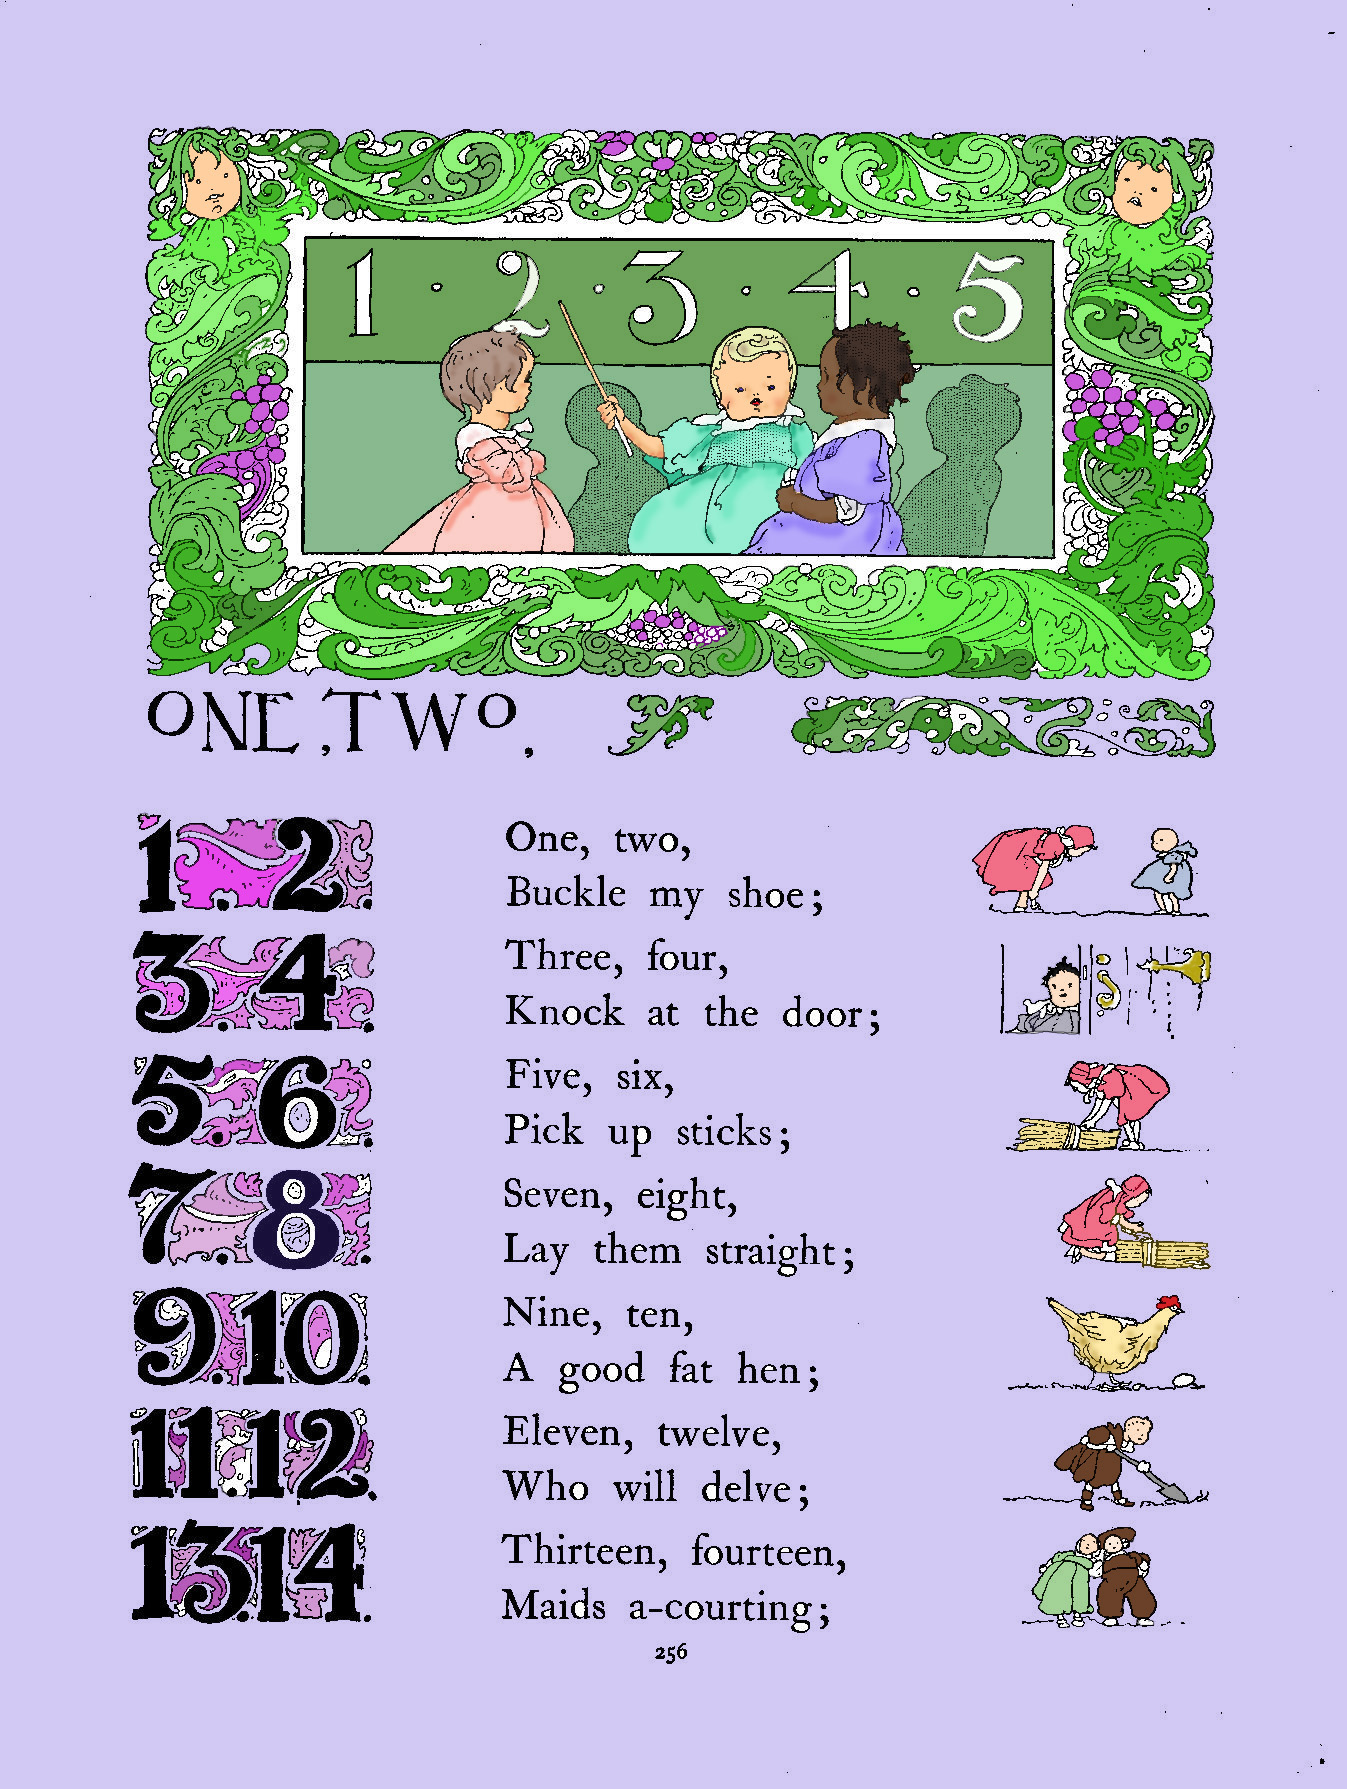 1 · 2 · 3 · 4 · 5
ONE, TWO,
1. 2.
One, two,
Buckle my shoe;
3. 4.
Three, four,
Knock at the door;
5. 6.
Five, six,
Pick up sticks;
7. 8.
Seven, eight,
Lay them straight;
9. 10.
Nine, ten,
A good fat hen;
11. 12.
Eleven, twelve,
Who will delve;
13. 14.
Thirteen, fourteen,
Maids a-courting;
256